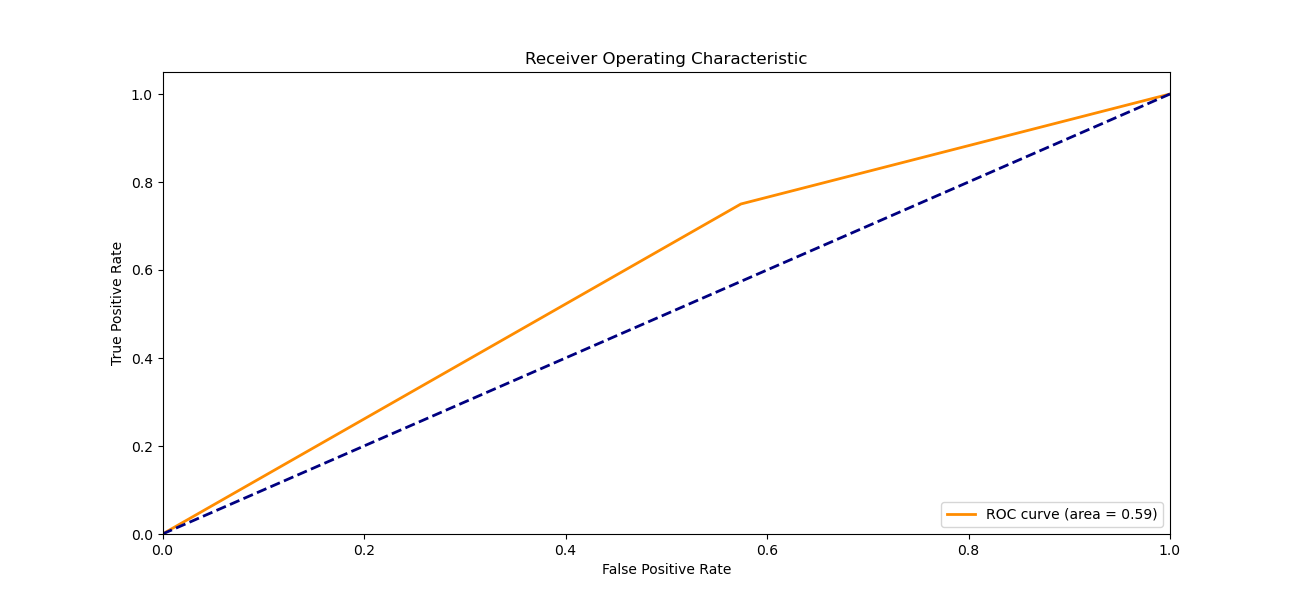 Receiver Operating Characteristic
1.0
0.8
0.6
0.4
0.2
0.0
True Positive Rate
ROC curve (area = 0.59)
0.0 0.2 0.4 0.6 0.8 1.0
False Positive Rate